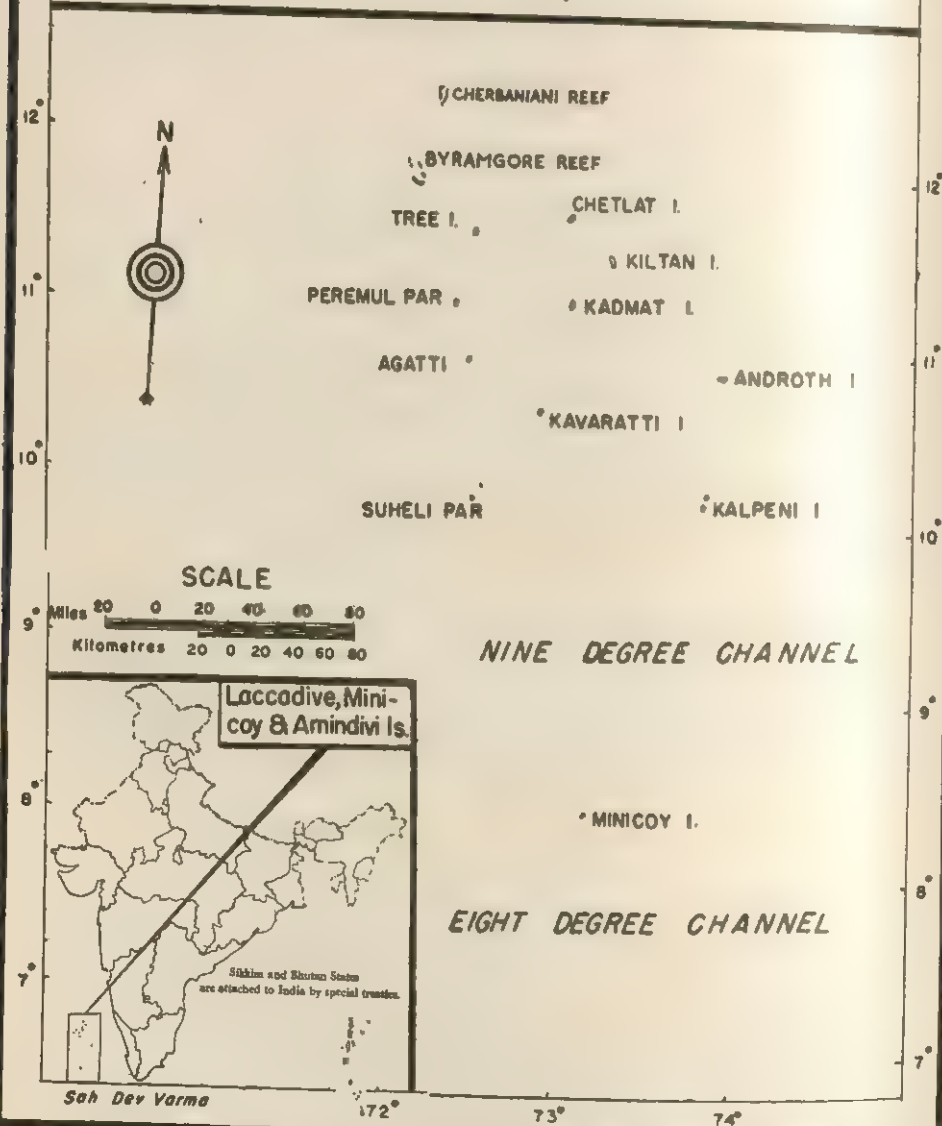 CHERBANIANI REEF
12°
N
BYRAMGORE REEF
12°
CHETLAT I.
TREE I.
KILTAN I.
11°
PEREMUL PAR
KADMAT I.
AGATTI
11°
ANDROTH I
KAVARATTI I
10°
SUHELI PAR
KALPENI I
10°
SCALE
Miles 20 0 20 40 60 80
9°
Kilometres 20 0 20 40 60 80
NINE DEGREE CHANNEL
Laccadive, Mini-
coy & Amindivi Is.
9°
8°
MINICOY I.
8°
EIGHT DEGREE CHANNEL
7°
Sikkim and Bhutan States
are attached to India by special treaties.
7°
Sah Dev Varma
72° 73° 74°